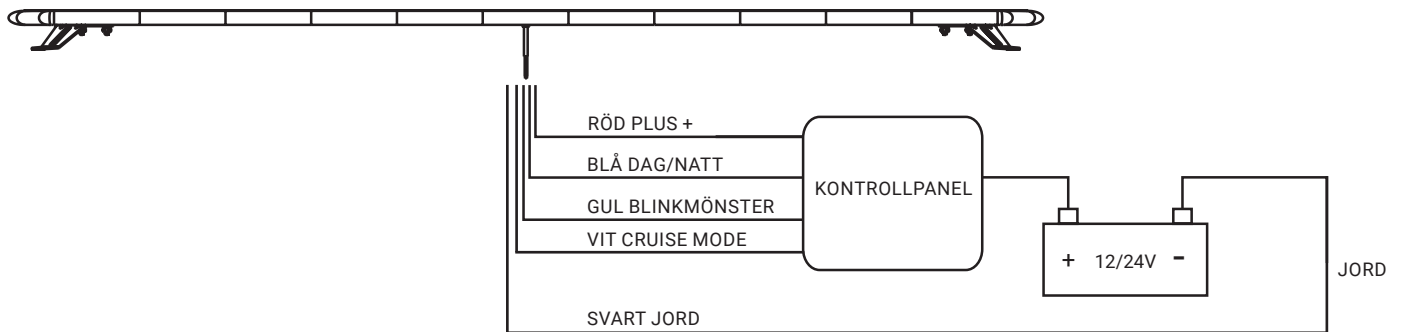 RÖD PLUS +
BLÅ DAG/NATT
GUL BLINKMÖNSTER
VIT CRUISE MODE
SVART JORD
KONTROLLPANEL
+ 12/24V -
JORD